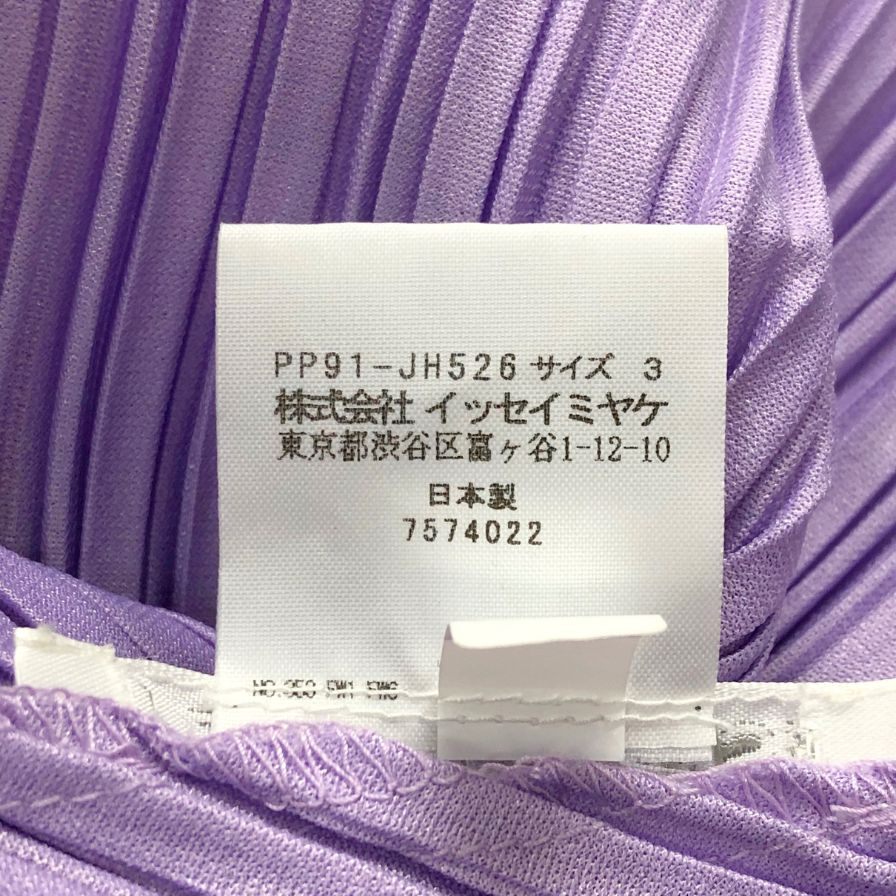 PP91-JH526 サイズ 3
株式会社 イッセイミヤケ
東京都渋谷区富ヶ谷1-12-10
日本製
7574022